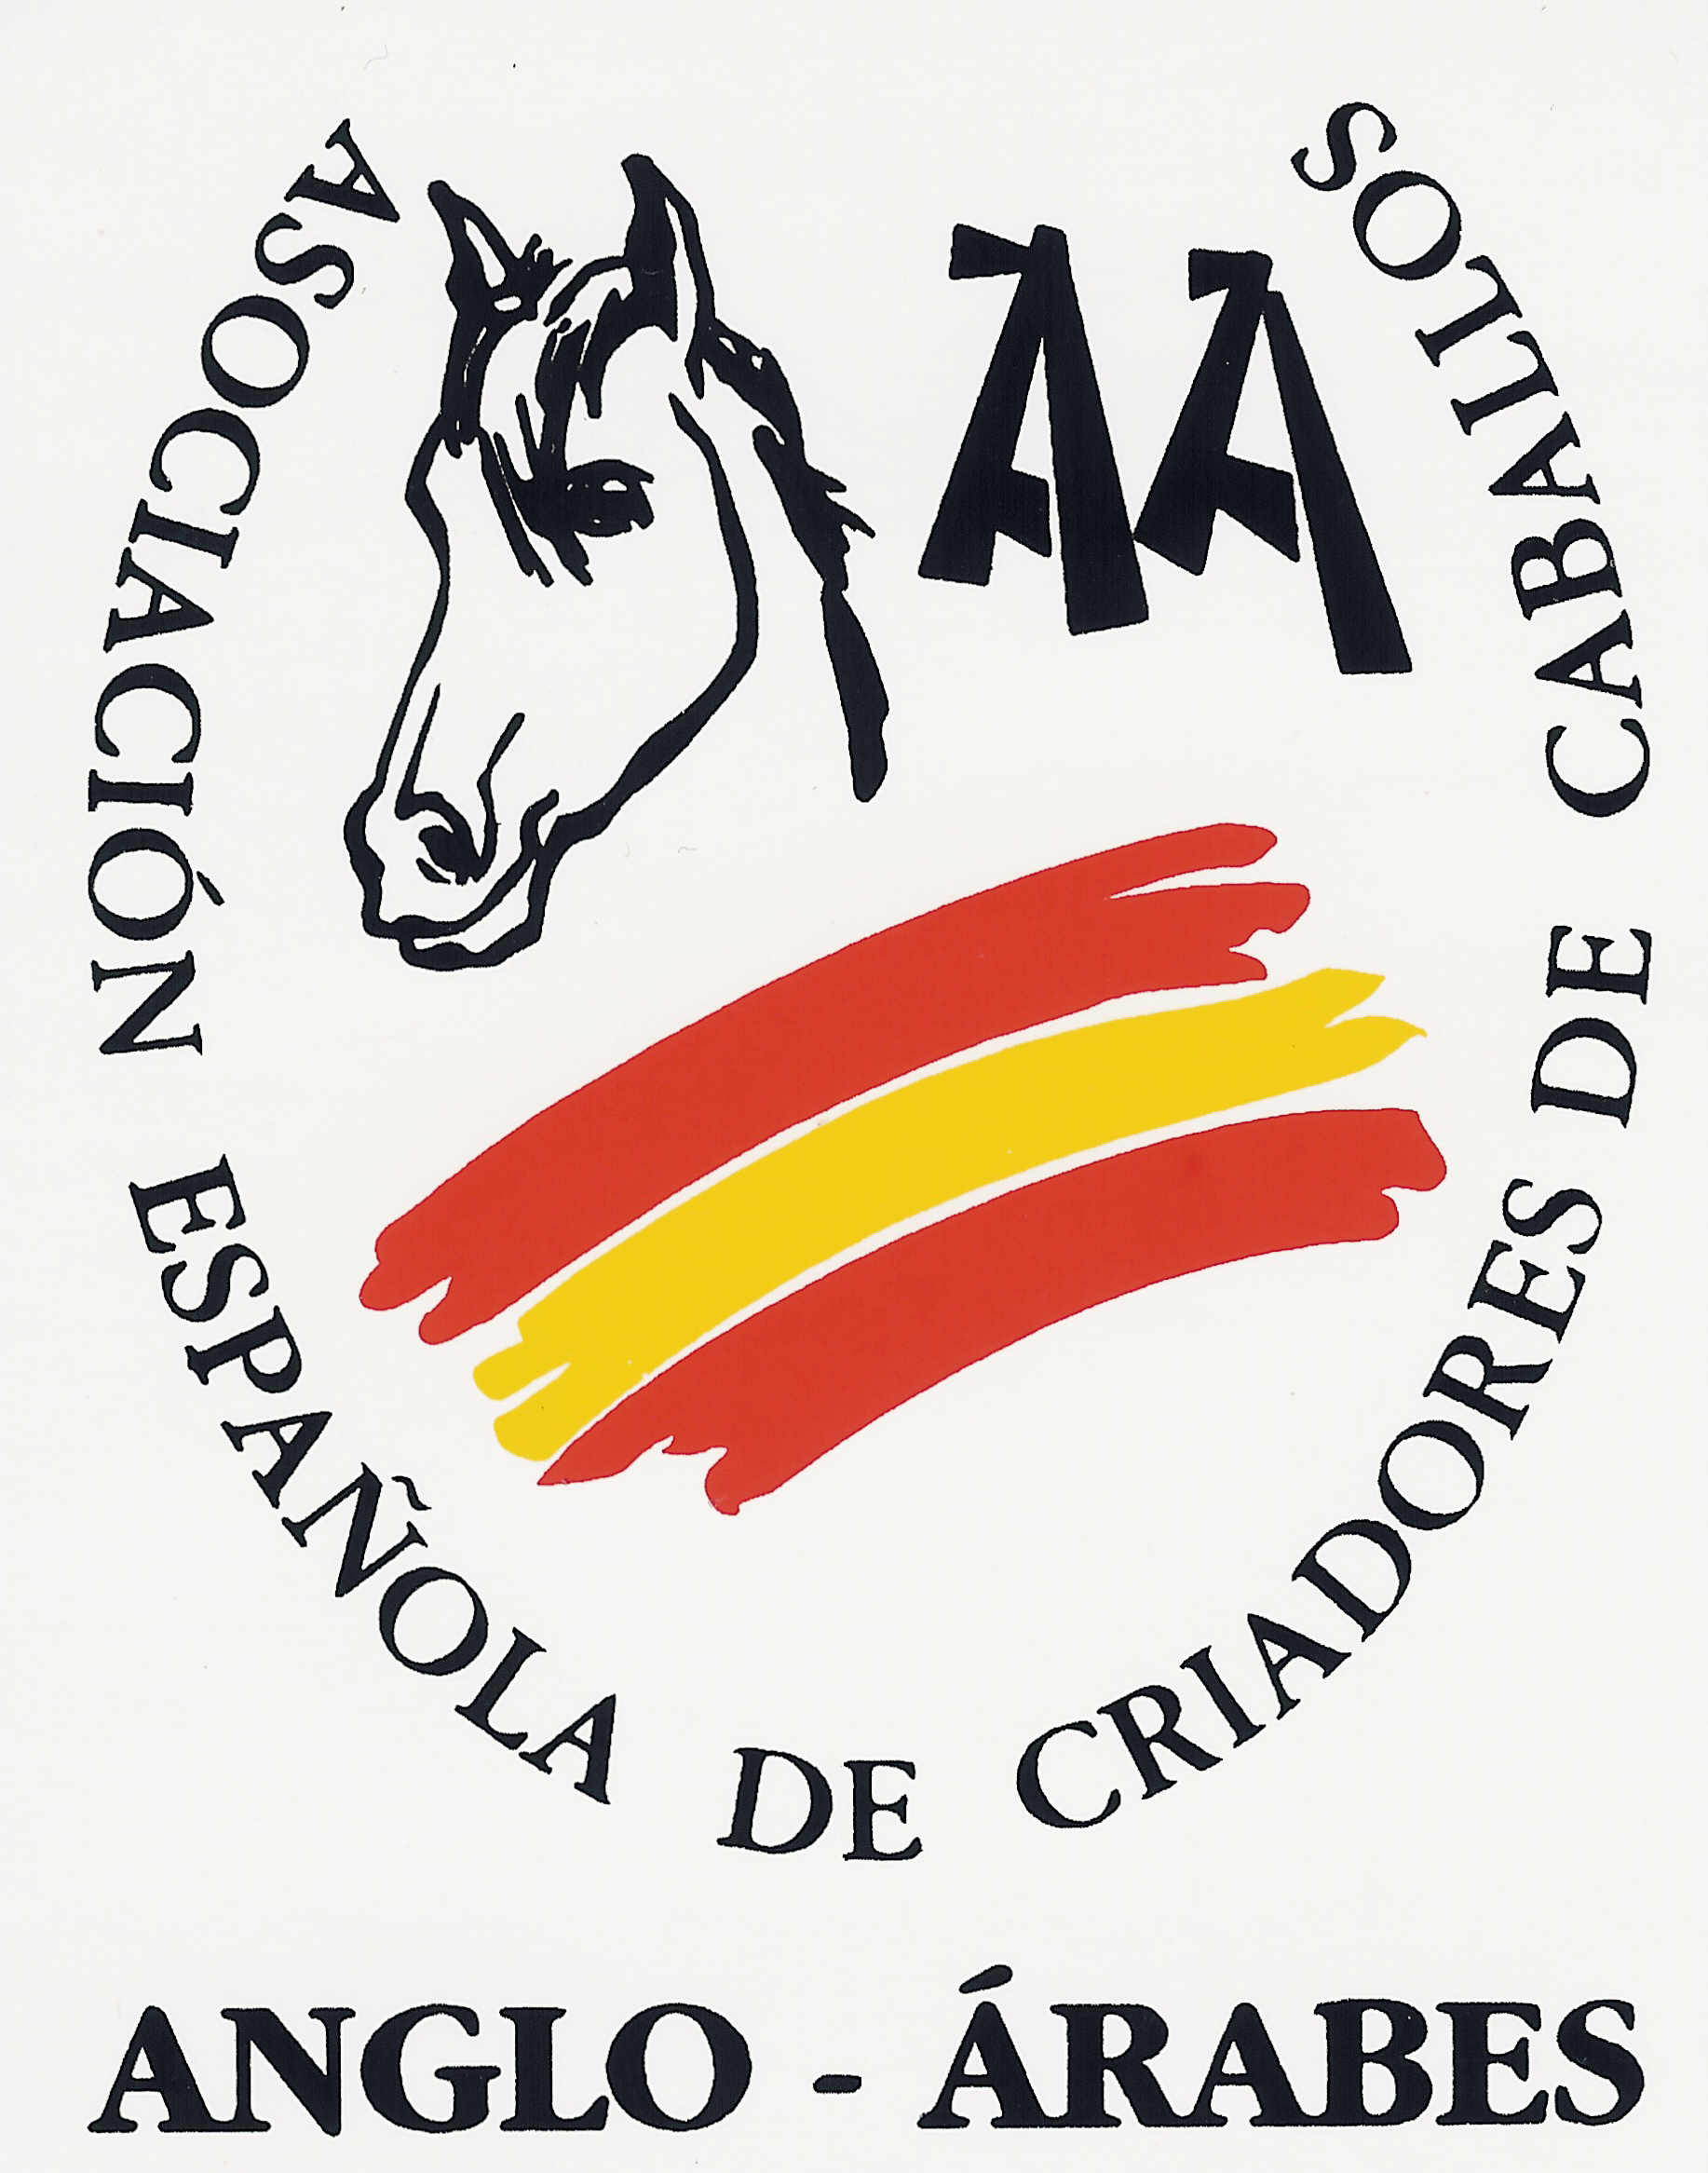 AA
ASOCIACIÓN ESPAÑOLA DE CRIADORES DE CABALLOS
ANGLO - ÁRABES